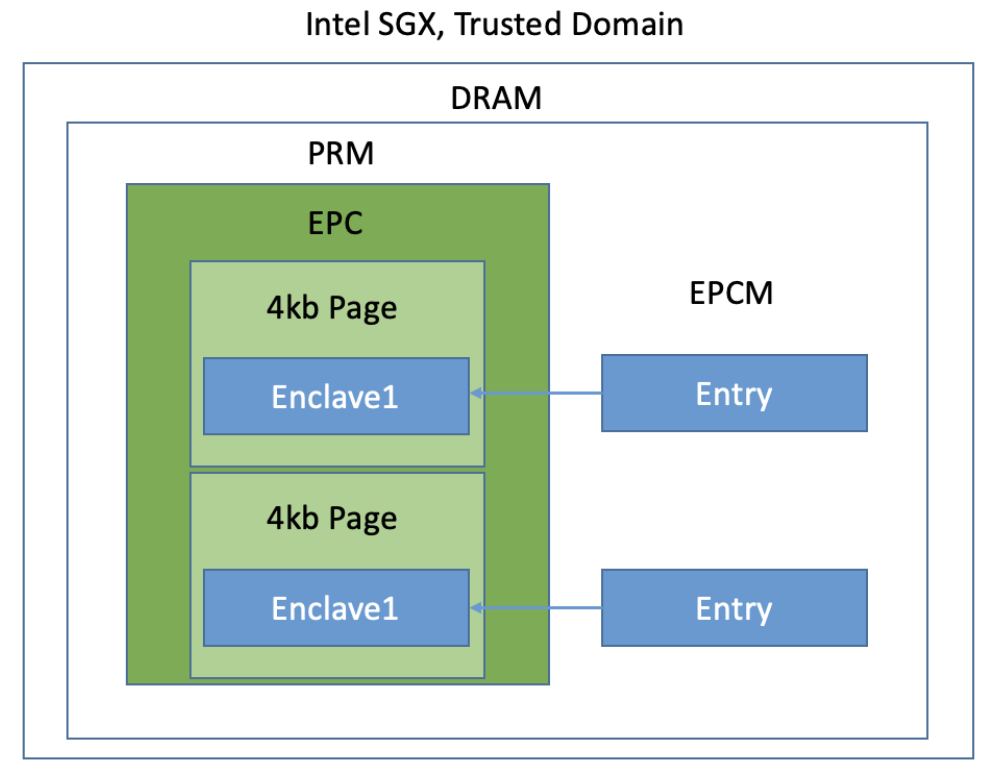 Intel SGX, Trusted Domain
DRAM
PRM
EPC
4kb Page
Enclave1
EPCM
Entry
4kb Page
Enclave1
Entry